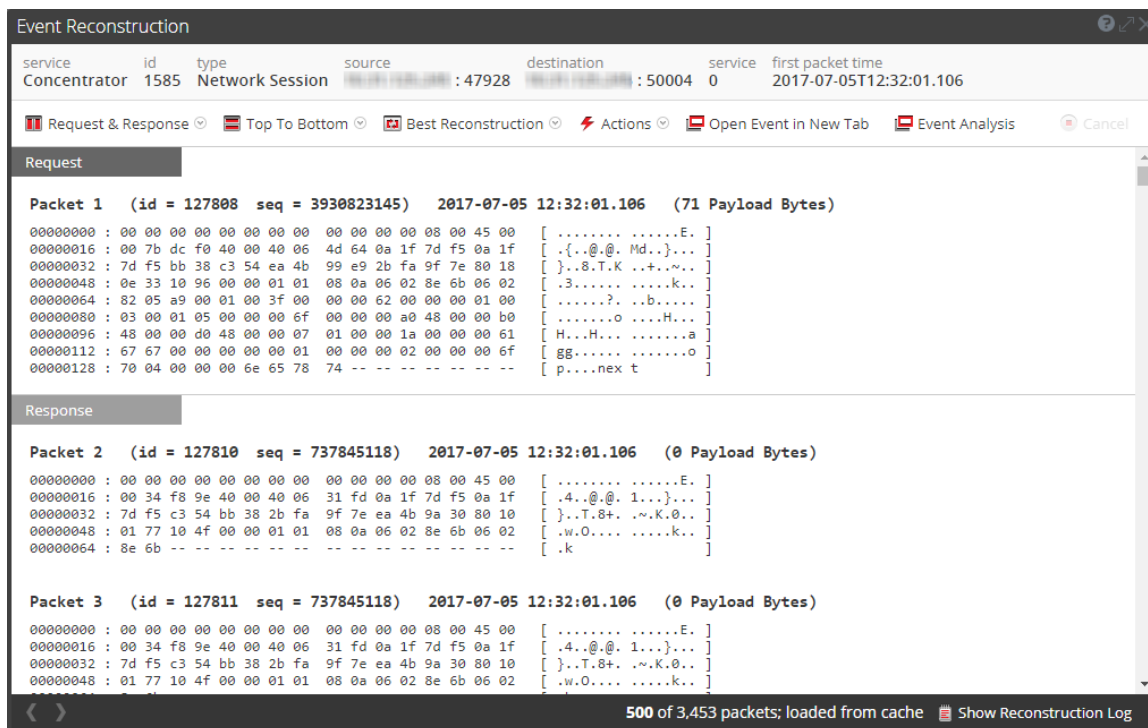 Event Reconstruction
service id type source destination service first packet time
Concentrator 1585 Network Session : 47928 : 50004 0 2017-07-05T12:32:01.106
Request & Response Top To Bottom Best Reconstruction Actions Open Event in New Tab Event Analysis Cancel
Request
Packet 1 (id = 127808 seq = 3930823145) 2017-07-05 12:32:01.106 (71 Payload Bytes)
00000000 : 00 00 00 00 00 00 00 00 00 00 00 00 08 00 45 00 [ ........ ......E. ]
00000016 : 00 7b dc f0 40 00 40 06 4d 64 0a 1f 7d f5 0a 1f [ .{..@.@. Md..}... ]
00000032 : 7d f5 bb 38 c3 54 ea 4b 99 e9 2b fa 9f 7e 80 18 [ }..8.T.K ..+..~.. ]
00000048 : 0e 33 10 96 00 00 01 01 08 0a 06 02 8e 6b 06 02 [ .3...... .....k.. ]
00000064 : 82 05 a9 00 01 00 3f 00 00 00 62 00 00 00 01 00 [ ......?. ..b..... ]
00000080 : 03 00 01 05 00 00 00 6f 00 00 00 a0 48 00 00 b0 [ .......o ....H... ]
00000096 : 48 00 00 d0 48 00 00 07 01 00 00 1a 00 00 00 61 [ H...H... .......a ]
00000112 : 67 67 00 00 00 00 00 01 00 00 00 02 00 00 00 6f [ gg...... .......o ]
00000128 : 70 04 00 00 00 6e 65 78 74 -- -- -- -- -- -- -- [ p....nex t ]
Response
Packet 2 (id = 127810 seq = 737845118) 2017-07-05 12:32:01.106 (0 Payload Bytes)
00000000 : 00 00 00 00 00 00 00 00 00 00 00 00 08 00 45 00 [ ........ ......E. ]
00000016 : 00 34 f8 9e 40 00 40 06 31 fd 0a 1f 7d f5 0a 1f [ .4..@.@. 1...}... ]
00000032 : 7d f5 c3 54 bb 38 2b fa 9f 7e ea 4b 9a 30 80 10 [ }..T.8+. .~.K.0.. ]
00000048 : 01 77 10 4f 00 00 01 01 08 0a 06 02 8e 6b 06 02 [ .w.O.... .....k.. ]
00000064 : 8e 6b -- -- -- -- -- -- -- -- -- -- -- -- -- -- [ .k ]
Packet 3 (id = 127811 seq = 737845118) 2017-07-05 12:32:01.106 (0 Payload Bytes)
00000000 : 00 00 00 00 00 00 00 00 00 00 00 00 08 00 45 00 [ ........ ......E. ]
00000016 : 00 34 f8 9e 40 00 40 06 31 fd 0a 1f 7d f5 0a 1f [ .4..@.@. 1...}... ]
00000032 : 7d f5 c3 54 bb 38 2b fa 9f 7e ea 4b 9a 30 80 10 [ }..T.8+. .~.K.0.. ]
00000048 : 01 77 10 4f 00 00 01 01 08 0a 06 02 8e 6b 06 02 [ .w.O.... .....k.. ]
500 of 3,453 packets; loaded from cache Show Reconstruction Log